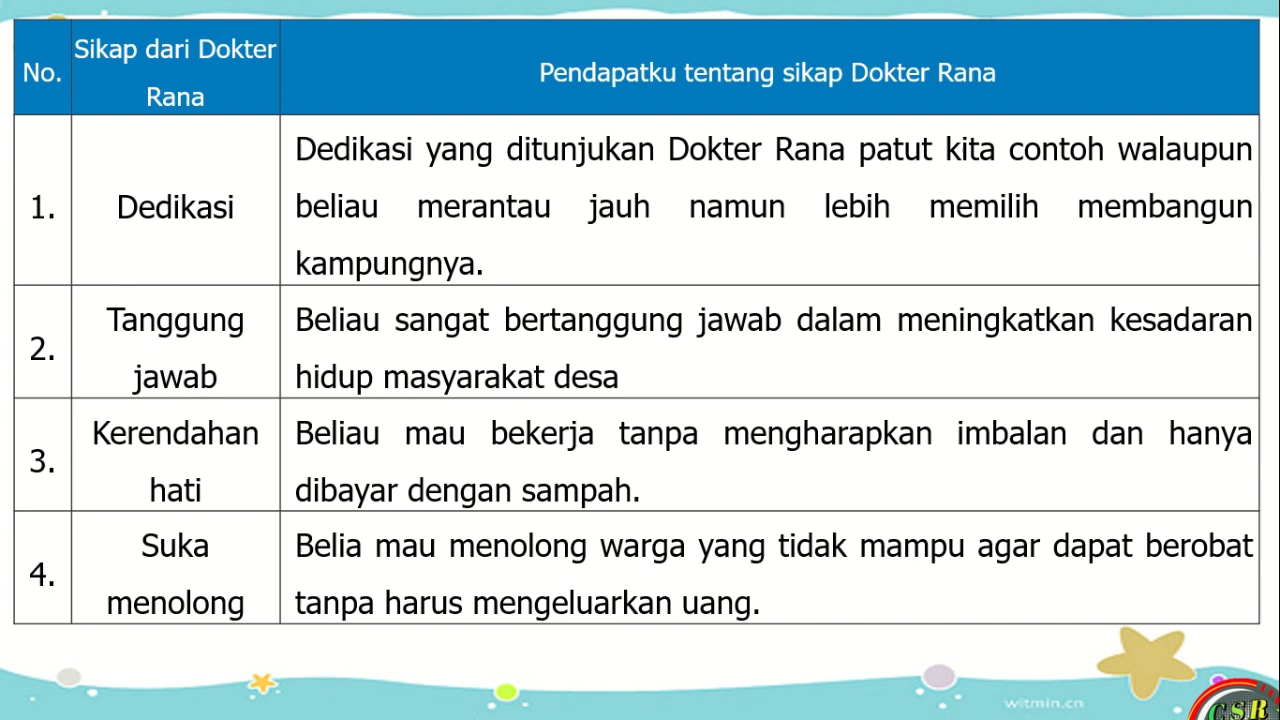 No.
Sikap dari Dokter
Rana
Pendapatku tentang sikap Dokter Rana
1.
Dedikasi
Dedikasi yang ditunjukan Dokter Rana patut kita contoh walaupun
beliau merantau jauh namun lebih memilih membangun
kampungnya.
2.
Tanggung
jawab
Beliau sangat bertanggung jawab dalam meningkatkan kesadaran
hidup masyarakat desa
3.
Kerendahan
hati
Beliau mau bekerja tanpa mengharapkan imbalan dan hanya
dibayar dengan sampah.
4.
Suka
menolong
Belia mau menolong warga yang tidak mampu agar dapat berobat
tanpa harus mengeluarkan uang.
witmin.cn
CSR